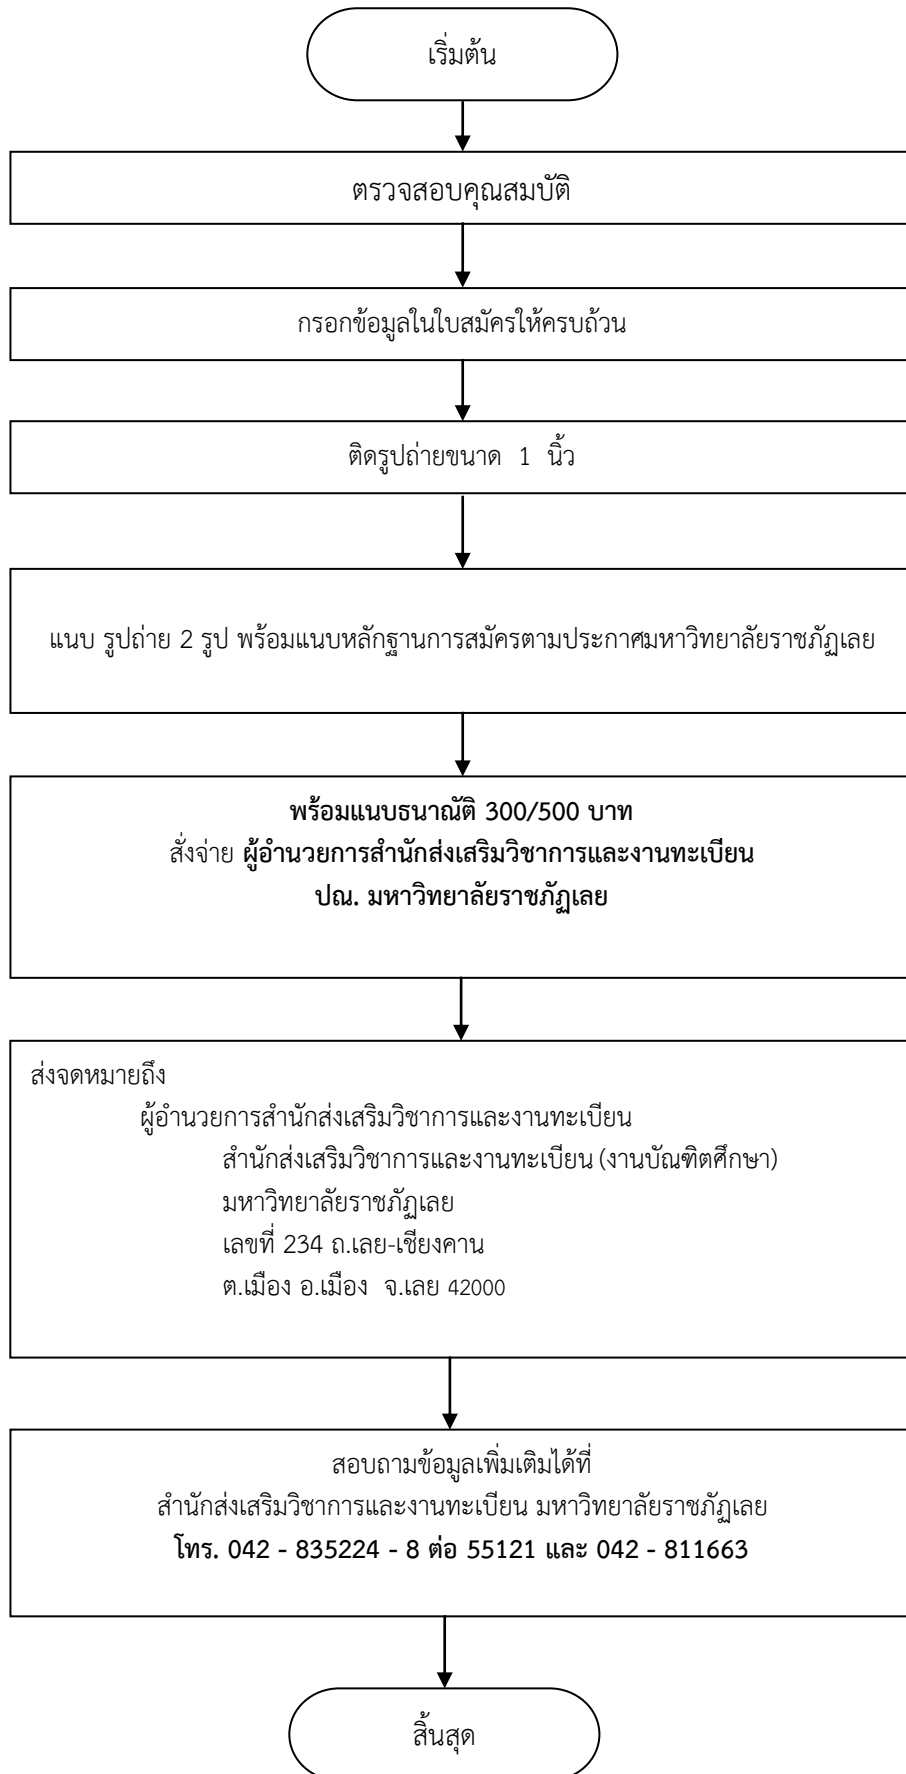 เริ่มต้น
ตรวจสอบคุณสมบัติ
กรอกข้อมูลในใบสมัครให้ครบถ้วน
ติดรูปถ่ายขนาด 1 นิ้ว
แนบ รูปถ่าย 2 รูป พร้อมแนบหลักฐานการสมัครตามประกาศมหาวิทยาลัยราชภัฏเลย
พร้อมแนบธนาณัติ 300/500 บาท
สั่งจ่าย ผู้อำนวยการสำนักส่งเสริมวิชาการและงานทะเบียน
ปณ. มหาวิทยาลัยราชภัฏเลย
ส่งจดหมายถึง
ผู้อำนวยการสำนักส่งเสริมวิชาการและงานทะเบียน
สำนักส่งเสริมวิชาการและงานทะเบียน (งานบัณฑิตศึกษา)
มหาวิทยาลัยราชภัฏเลย
เลขที่ 234 ถ.เลย-เชียงคาน
ต.เมือง อ.เมือง จ.เลย 42000
สอบถามข้อมูลเพิ่มเติมได้ที่
สำนักส่งเสริมวิชาการและงานทะเบียน มหาวิทยาลัยราชภัฏเลย
โทร. 042 - 835224 - 8 ต่อ 55121 และ 042 - 811663
สิ้นสุด